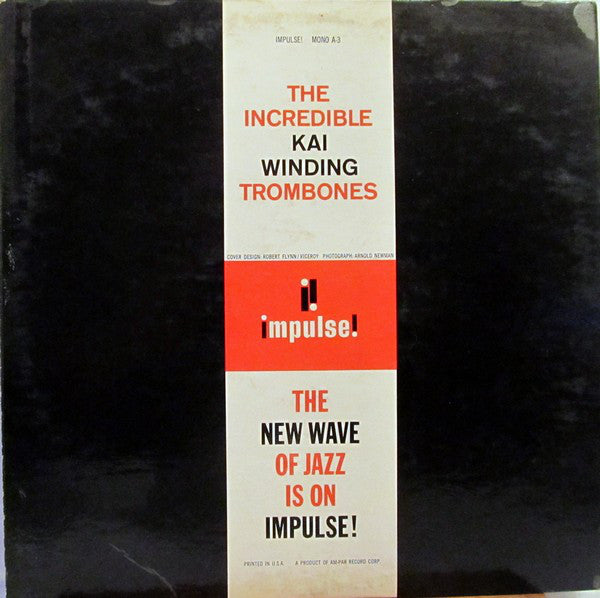 IMPULSE! MONO A-3
THE
INCREDIBLE
KAI
WINDING
TROMBONES
COVER DESIGN: ROBERT FLYNN/VICEROY PHOTOGRAPH: ARNOLD NEWMAN
i!
impulse!
THE
NEW WAVE
OF JAZZ
IS ON
IMPULSE!
PRINTED IN U.S.A. A PRODUCT OF AM-PAR RECORD CORP.